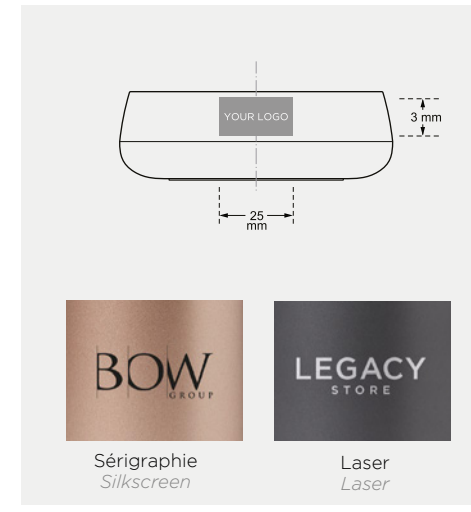 YOUR LOGO
3 mm
25
mm
BOW
GROUP
LEGACY
STORE
Sérigraphie
Silkscreen
Laser
Laser